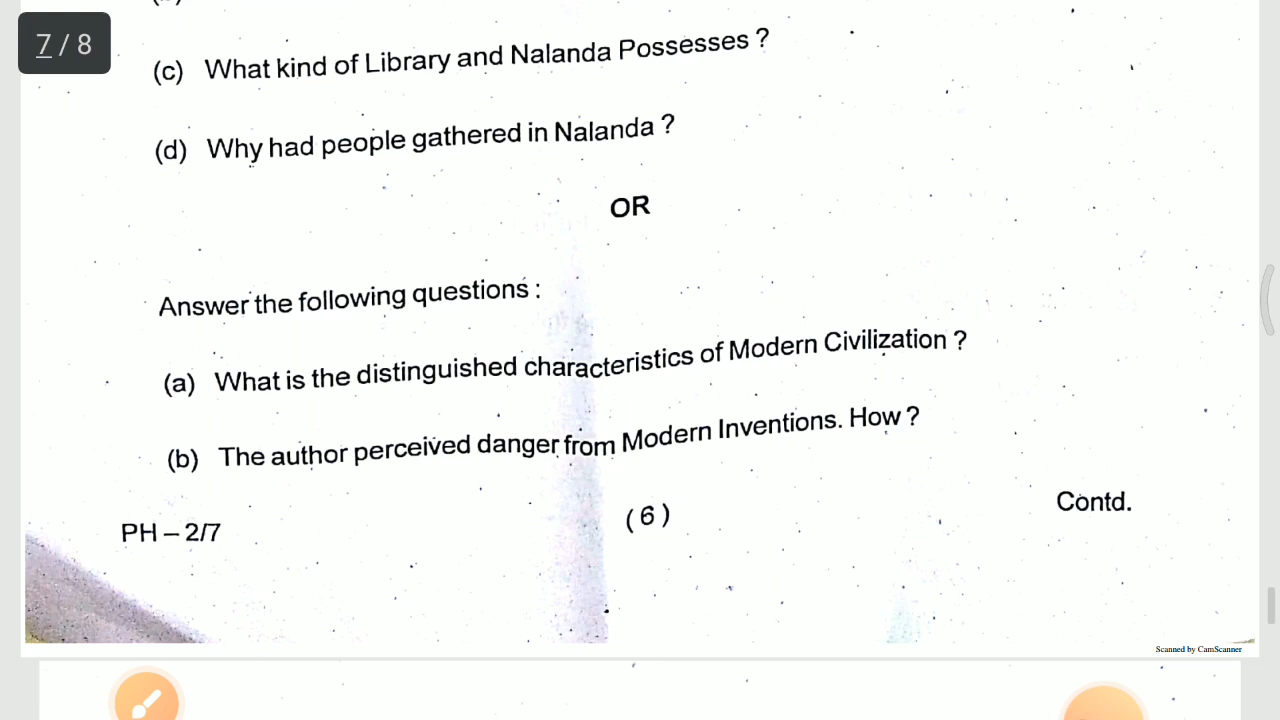 7 / 8
(c) What kind of Library and Nalanda Possesses ?
(d) Why had people gathered in Nalanda ?
OR
Answer the following questions :
(a) What is the distinguished characteristics of Modern Civilization ?
(b) The author perceived danger from Modern Inventions. How ?
PH – 2/7
( 6 )
Contd.
Scanned by CamScanner